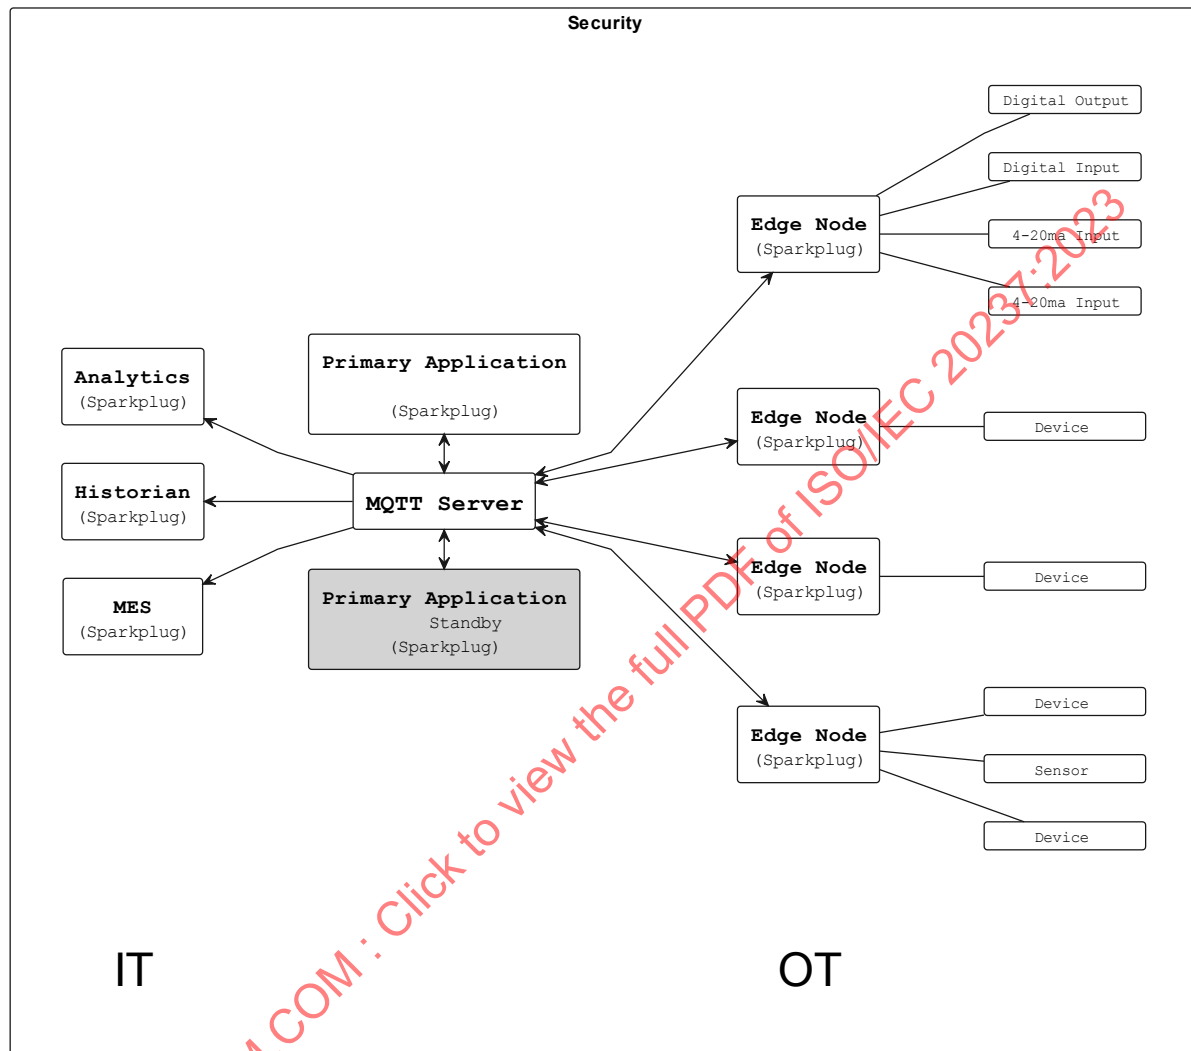 Security
Digital Output
Digital Input
4-20ma Input
4-20ma Input
Edge Node
(Sparkplug)
Primary Application
(Sparkplug)
Analytics
(Sparkplug)
Edge Node
(Sparkplug)
Device
Historian
(Sparkplug)
MQTT Server
Edge Node
(Sparkplug)
Device
MES
(Sparkplug)
Primary Application
Standby
(Sparkplug)
Edge Node
(Sparkplug)
Device
Sensor
Device
IT
OT
.COM : Click to view the full PDF of ISO/IEC 20237:2023